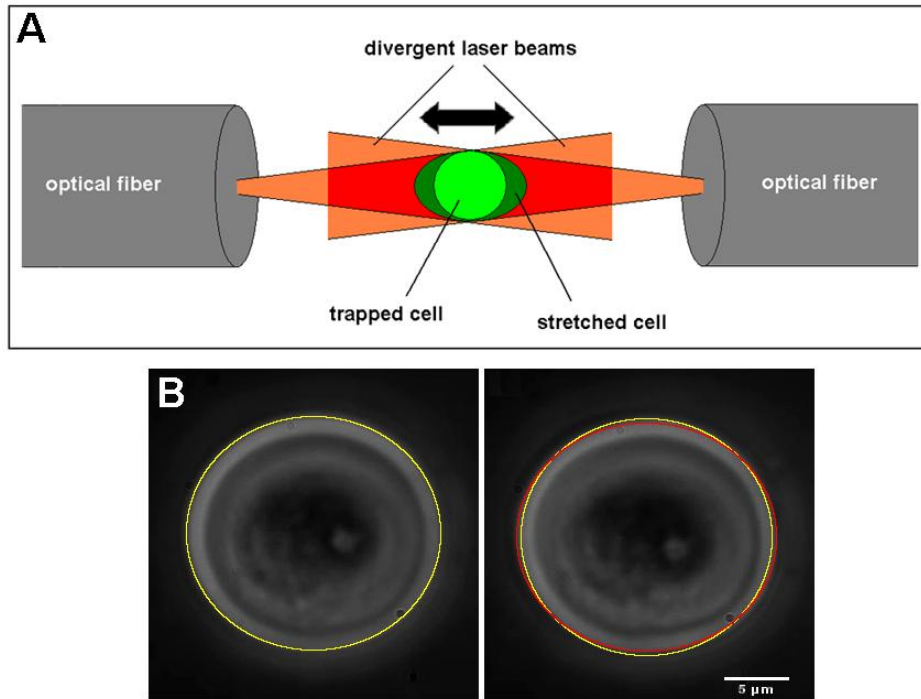 A
divergent laser beams
optical fiber
optical fiber
trapped cell
stretched cell
B
5 µm